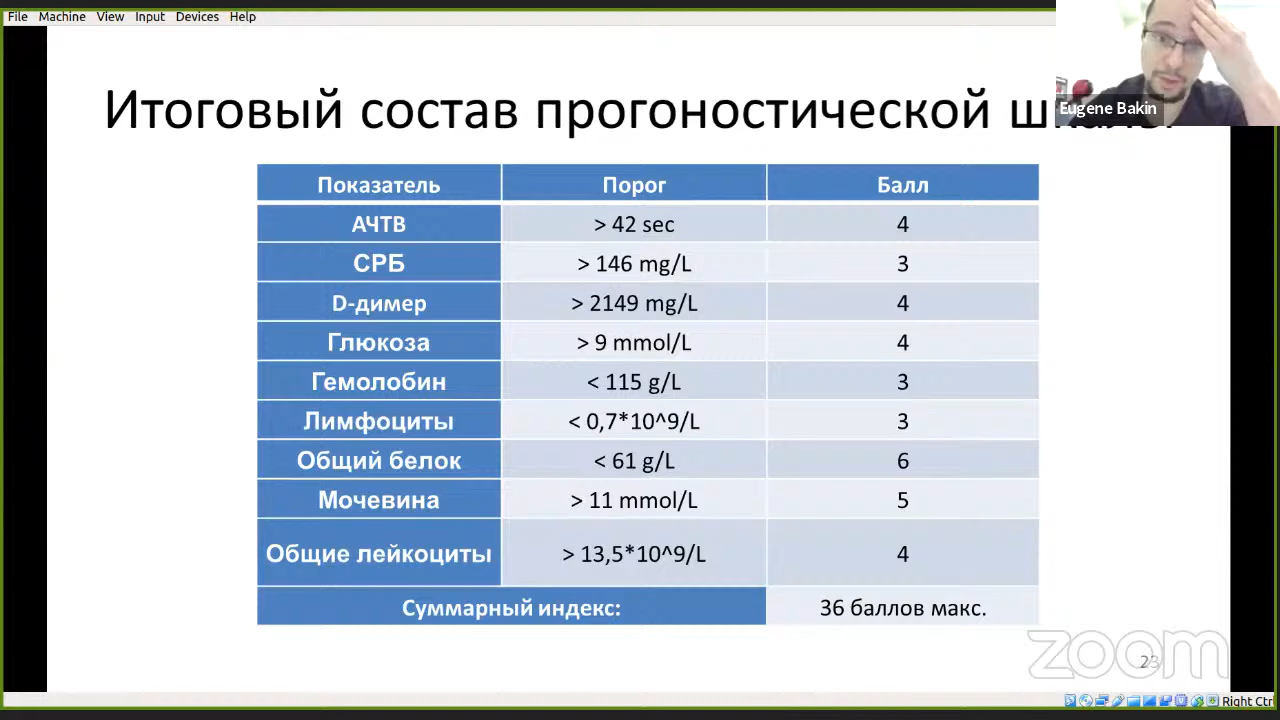 File Machine View Input Devices Help
Eugene Bakin
Итоговый состав прогоностической
Показатель Порог Балл
АЧТВ > 42 sec 4
СРБ > 146 mg/L 3
D-димер > 2149 mg/L 4
Глюкоза > 9 mmol/L 4
Гемолобин < 115 g/L 3
Лимфоциты < 0,7*10^9/L 3
Общий белок < 61 g/L 6
Мочевина > 11 mmol/L 5
Общие лейкоциты > 13,5*10^9/L 4
Суммарный индекс: 36 баллов макс.
zoom
23
Right Ctr